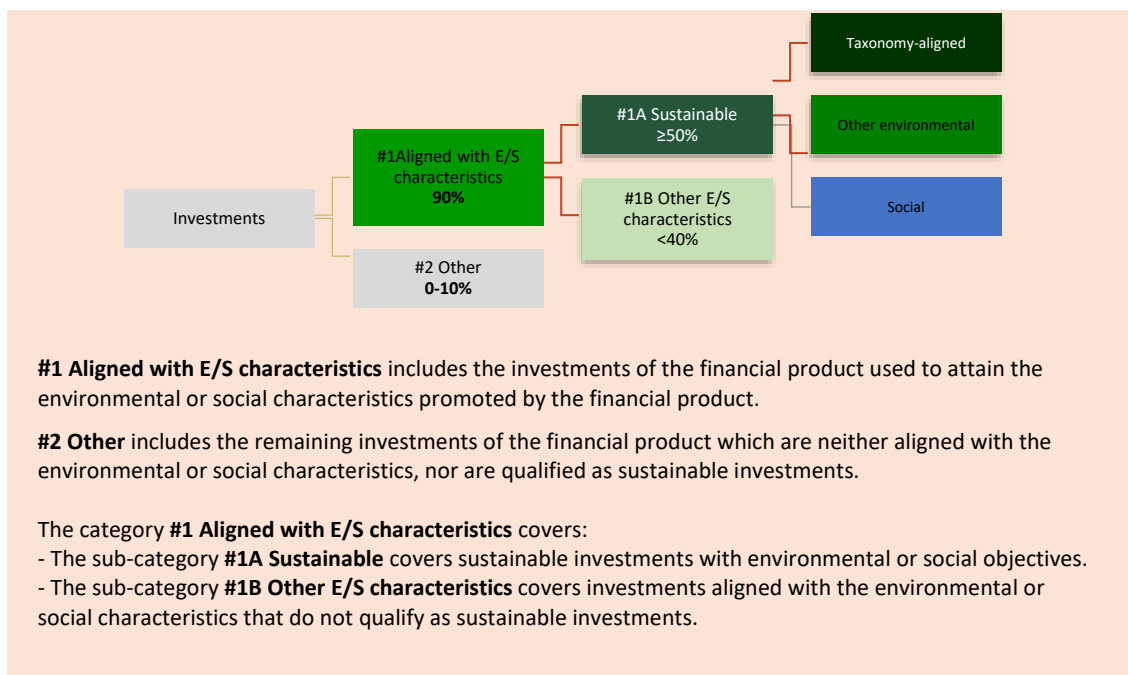 Investments
#1Aligned with E/S
characteristics
90%
#2 Other
0-10%
#1A Sustainable
≥50%
#1B Other E/S
characteristics
<40%
Taxonomy-aligned
Other environmental
Social
#1 Aligned with E/S characteristics includes the investments of the financial product used to attain the
environmental or social characteristics promoted by the financial product.
#2 Other includes the remaining investments of the financial product which are neither aligned with the
environmental or social characteristics, nor are qualified as sustainable investments.
The category #1 Aligned with E/S characteristics covers:
- The sub-category #1A Sustainable covers sustainable investments with environmental or social objectives.
- The sub-category #1B Other E/S characteristics covers investments aligned with the environmental or
social characteristics that do not qualify as sustainable investments.